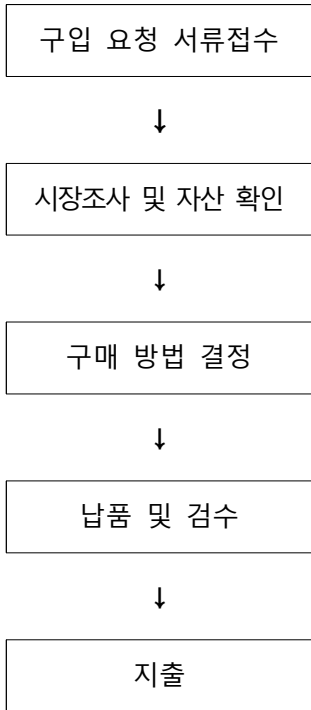 구입 요청 서류접수
↓
시장조사 및 자산 확인
↓
구매 방법 결정
↓
납품 및 검수
↓
지출